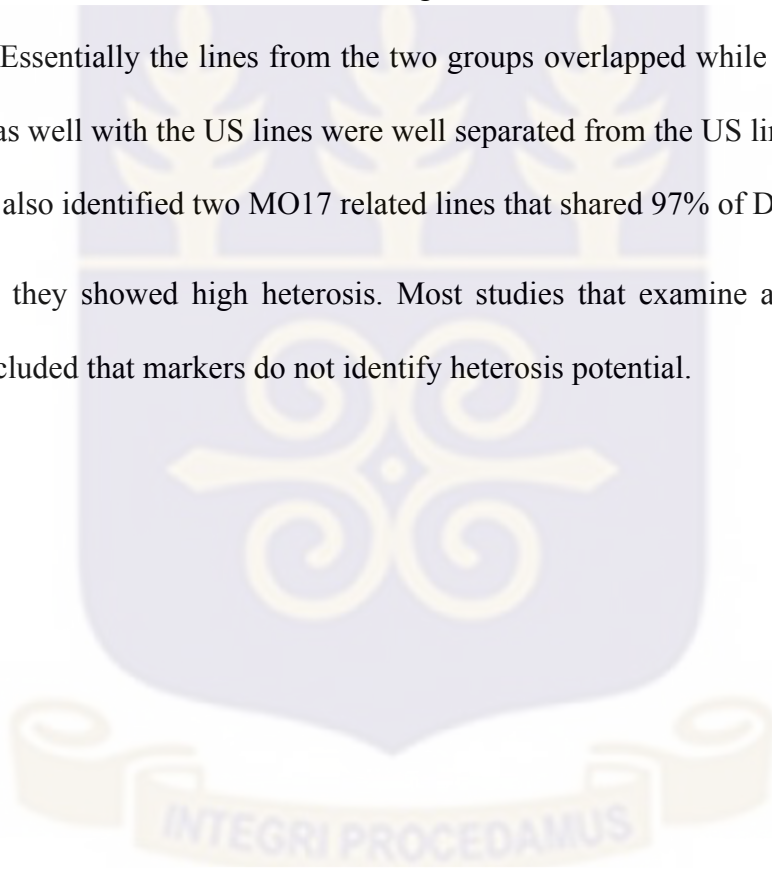 Essentially the lines from the two groups overlapped while
as well with the US lines were well separated from the US lin
also identified two MO17 related lines that shared 97% of D
they showed high heterosis. Most studies that examine a
cluded that markers do not identify heterosis potential.
INTEGRI PROCEDAMUS